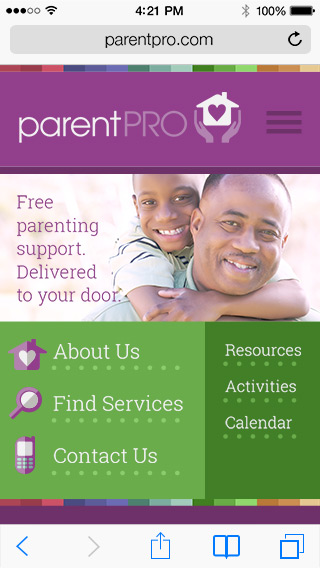 4:21 PM 100%
parentpro.com
parentPRO
Free
parenting
support.
Delivered
to your door.
About Us
Find Services
Contact Us
Resources
Activities
Calendar